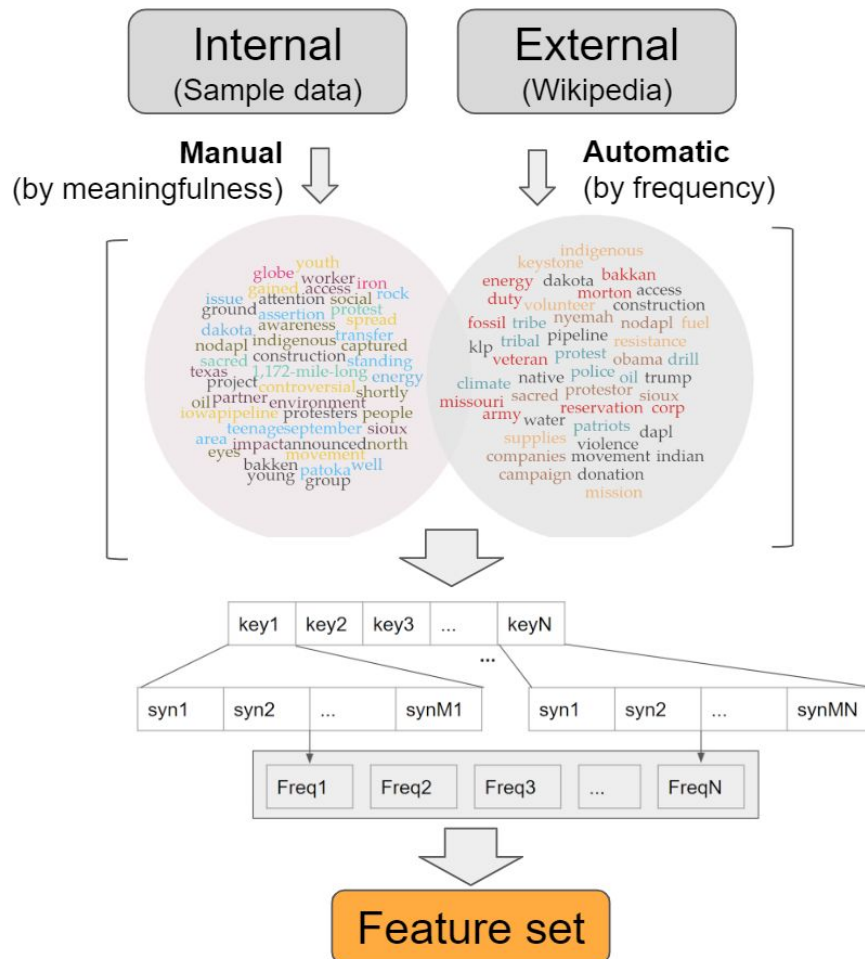 Internal
(Sample data)
External
(Wikipedia)
Manual
(by meaningfulness)
Automatic
(by frequency)
youth
globe worker
gained access iron
issue attention social rock
ground assertion protest
dakota awareness spread
nodapl indigenous transfer
captured
sacred construction standing
texas 1,172-mile-long
project controversial energy
oil partner environment shortly
iowapipeline protesters people
teenageseptember sioux
area impactannounced north
eyes movement
bakken patoka well
young group
indigenous
keystone
energy dakota bakkan
duty morton access
volunteer construction
fossil tribe nyemah nodapl fuel
klp tribal pipeline resistance
veteran protest obama drill
climate native police oil trump
missouri sacred protestor sioux
army water reservation corp
supplies patriots dapl
violence
companies movement indian
campaign donation
mission
key1 key2 key3 ... keyN
...
syn1 syn2 ... synM1
syn1 syn2 ... synMN
Freq1 Freq2 Freq3 ... FreqN
Feature set